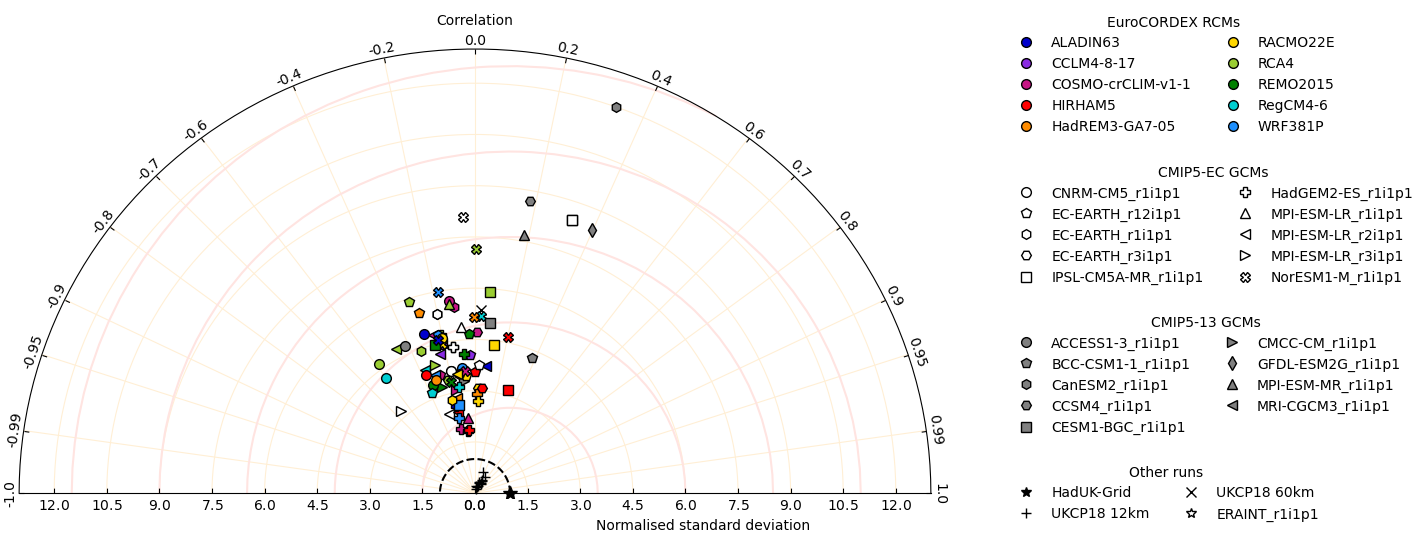 Correlation
-1.0
-0.99
-0.95
-0.9
-0.8
-0.7
-0.6
-0.4
-0.2
0.0
0.2
0.4
0.6
0.7
0.8
0.9
0.95
0.99
1.0
12.0 10.5 9.0 7.5 6.0 4.5 3.0 1.5 0.0 1.5 3.0 4.5 6.0 7.5 9.0 10.5 12.0
Normalised standard deviation
EuroCORDEX RCMs
ALADIN63
CCLM4-8-17
COSMO-crCLIM-v1-1
HIRHAM5
HadREM3-GA7-05
RACMO22E
RCA4
REMO2015
RegCM4-6
WRF381P
CMIP5-EC GCMs
CNRM-CM5_r1i1p1
EC-EARTH_r12i1p1
EC-EARTH_r1i1p1
EC-EARTH_r3i1p1
IPSL-CM5A-MR_r1i1p1
HadGEM2-ES_r1i1p1
MPI-ESM-LR_r1i1p1
MPI-ESM-LR_r2i1p1
MPI-ESM-LR_r3i1p1
NorESM1-M_r1i1p1
CMIP5-13 GCMs
ACCESS1-3_r1i1p1
BCC-CSM1-1_r1i1p1
CanESM2_r1i1p1
CCSM4_r1i1p1
CESM1-BGC_r1i1p1
CMCC-CM_r1i1p1
GFDL-ESM2G_r1i1p1
MPI-ESM-MR_r1i1p1
MRI-CGCM3_r1i1p1
Other runs
HadUK-Grid
UKCP18 12km
UKCP18 60km
ERAINT_r1i1p1